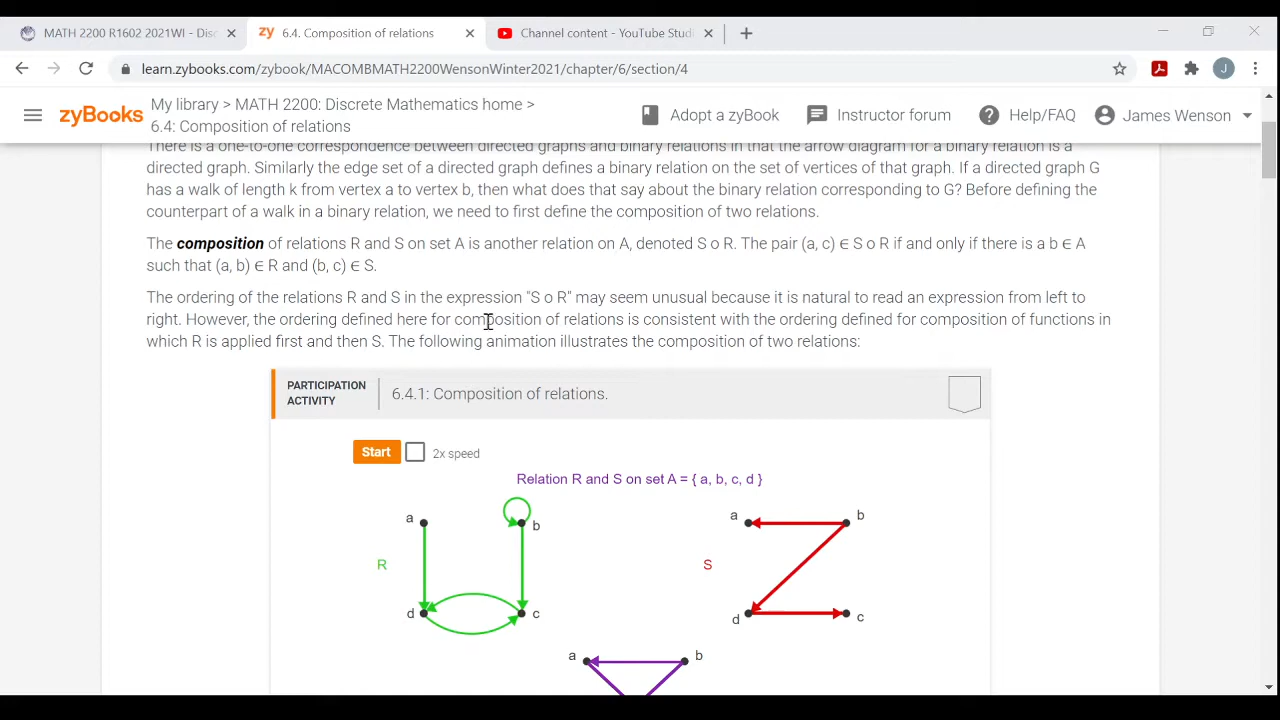 MATH 2200 R1602 2021WI - Disc
6.4. Composition of relations
Channel content - YouTube Studi
learn.zybooks.com/zybook/MACOMBMATH2200WensonWinter2021/chapter/6/section/4
zyBooks
My library > MATH 2200: Discrete Mathematics home >
6.4: Composition of relations
Adopt a zyBook
Instructor forum
Help/FAQ
James Wenson
There is a one-to-one correspondence between directed graphs and binary relations in that the arrow diagram for a binary relation is a
directed graph. Similarly the edge set of a directed graph defines a binary relation on the set of vertices of that graph. If a directed graph G
has a walk of length k from vertex a to vertex b, then what does that say about the binary relation corresponding to G? Before defining the
counterpart of a walk in a binary relation, we need to first define the composition of two relations.
The composition of relations R and S on set A is another relation on A, denoted S o R. The pair (a, c) ∈ S o R if and only if there is a b ∈ A
such that (a, b) ∈ R and (b, c) ∈ S.
The ordering of the relations R and S in the expression "S o R" may seem unusual because it is natural to read an expression from left to
right. However, the ordering defined here for composition of relations is consistent with the ordering defined for composition of functions in
which R is applied first and then S. The following animation illustrates the composition of two relations:
PARTICIPATION
ACTIVITY
6.4.1: Composition of relations.
Start
2x speed
Relation R and S on set A = { a, b, c, d }
a
b
R
d
c
a
b
S
d
c
a
b